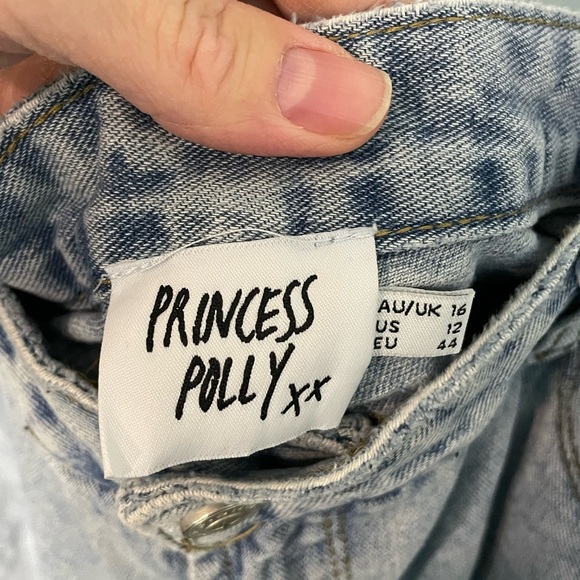 PRINCESS
POLLY xx
AU/UK 16
US 12
EU 44